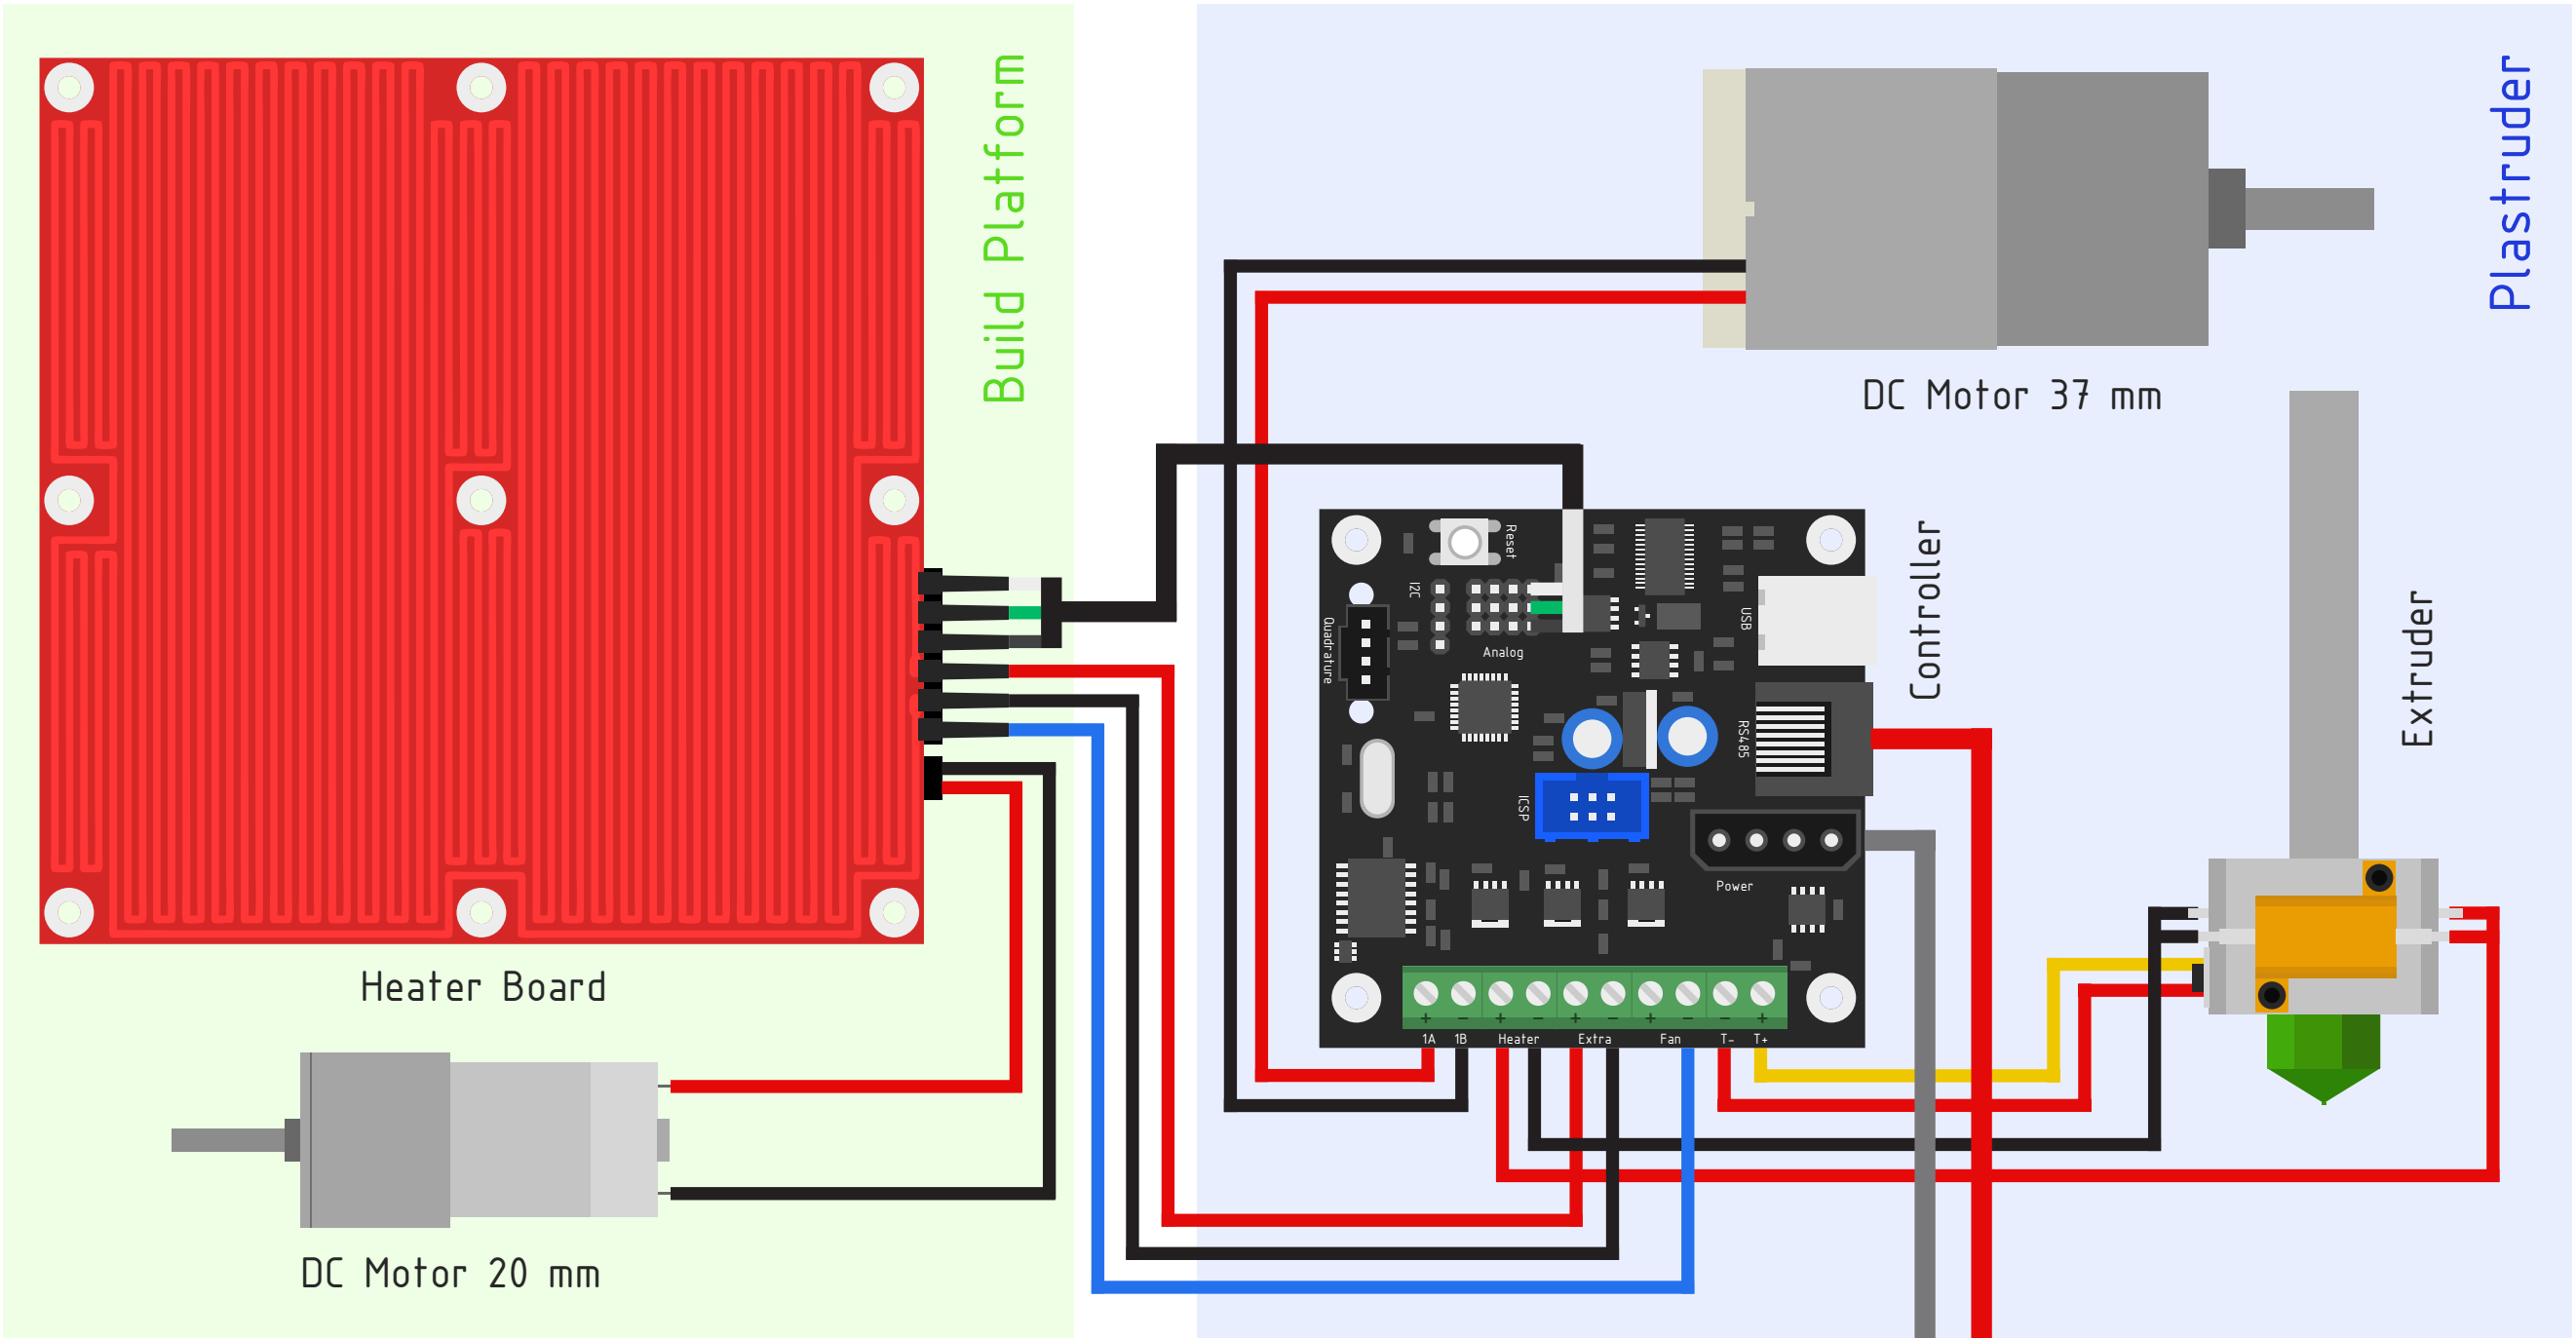 Build Platform
Plastruder
DC Motor 37 mm
Controller
Extruder
Reset
I2C
Quadrature
Analog
USB
RS485
ICSP
Power
+ − + − + − + − − +
1A 1B Heater Extra Fan T- T+
Heater Board
DC Motor 20 mm